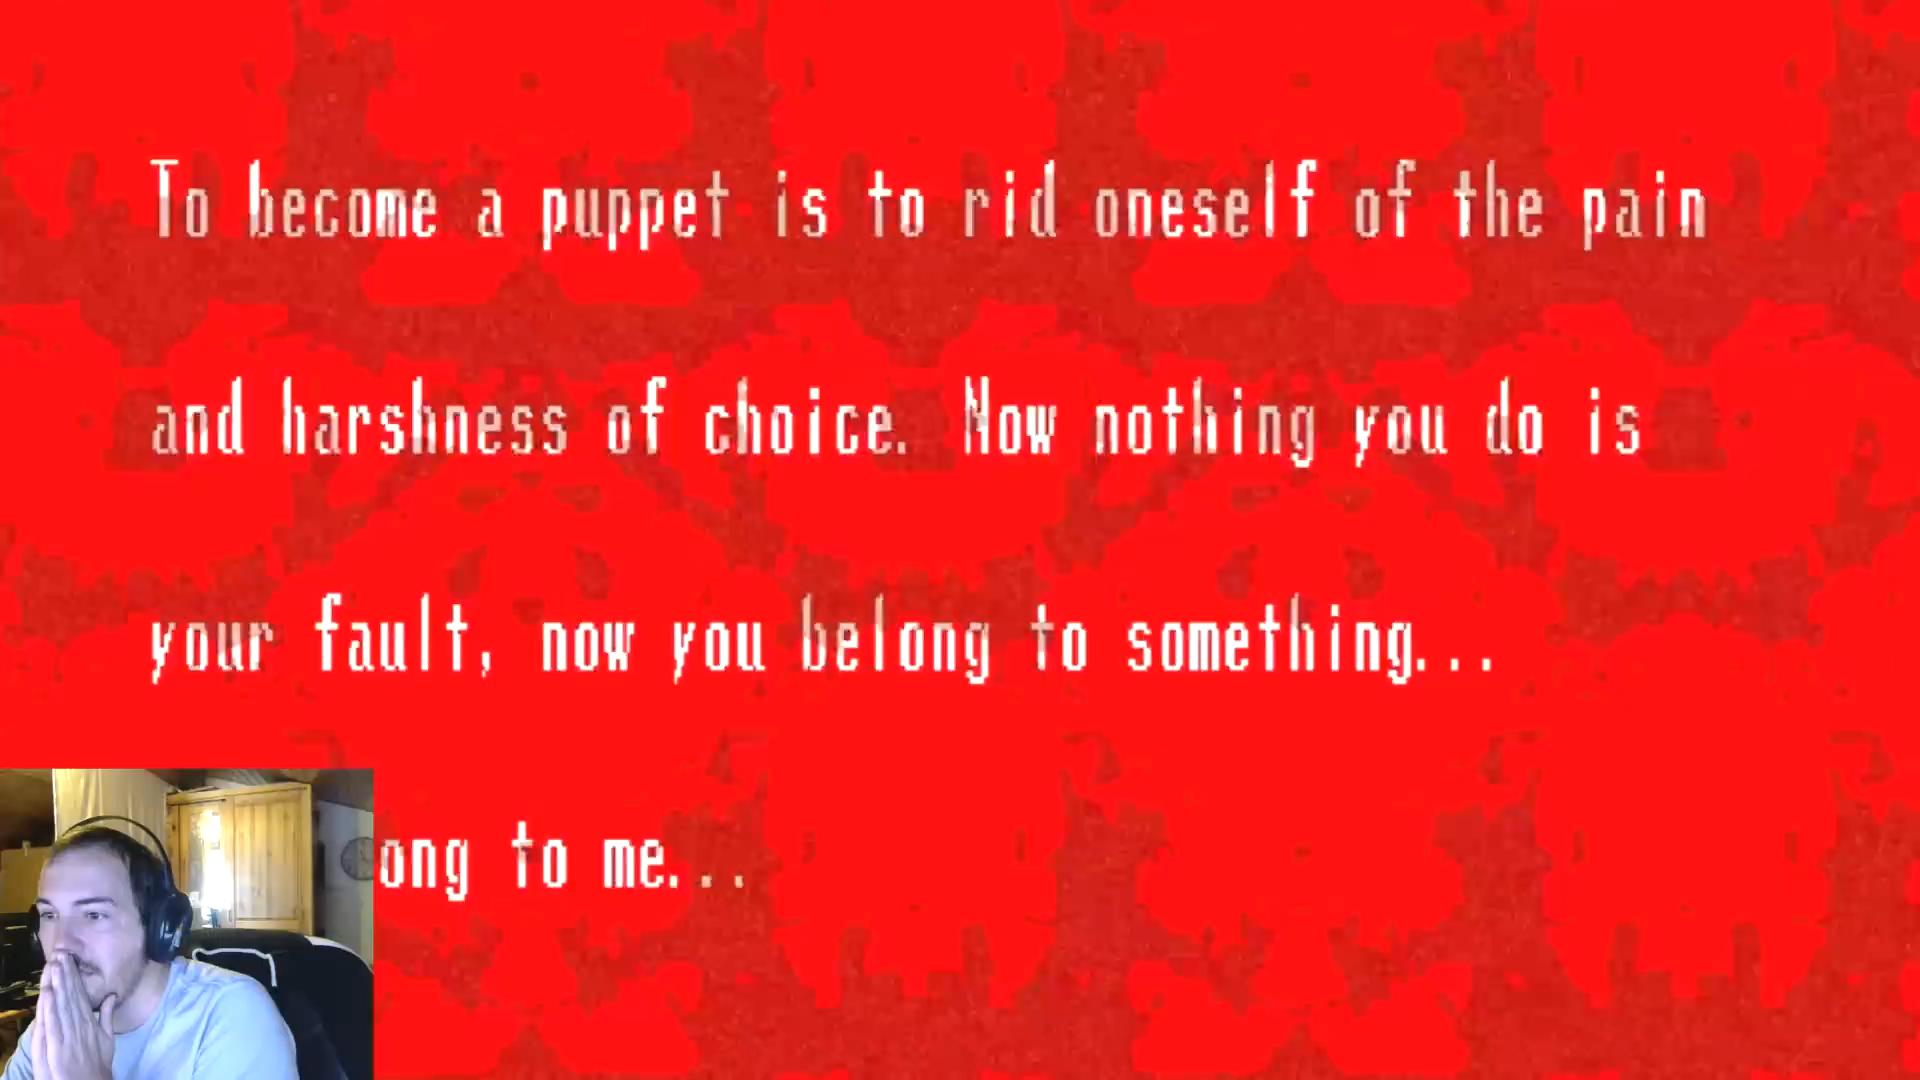 To become a puppet is to rid oneself of the pain
and harshness of choice. Now nothing you do is
your fault, now you belong to something...
ong to me...